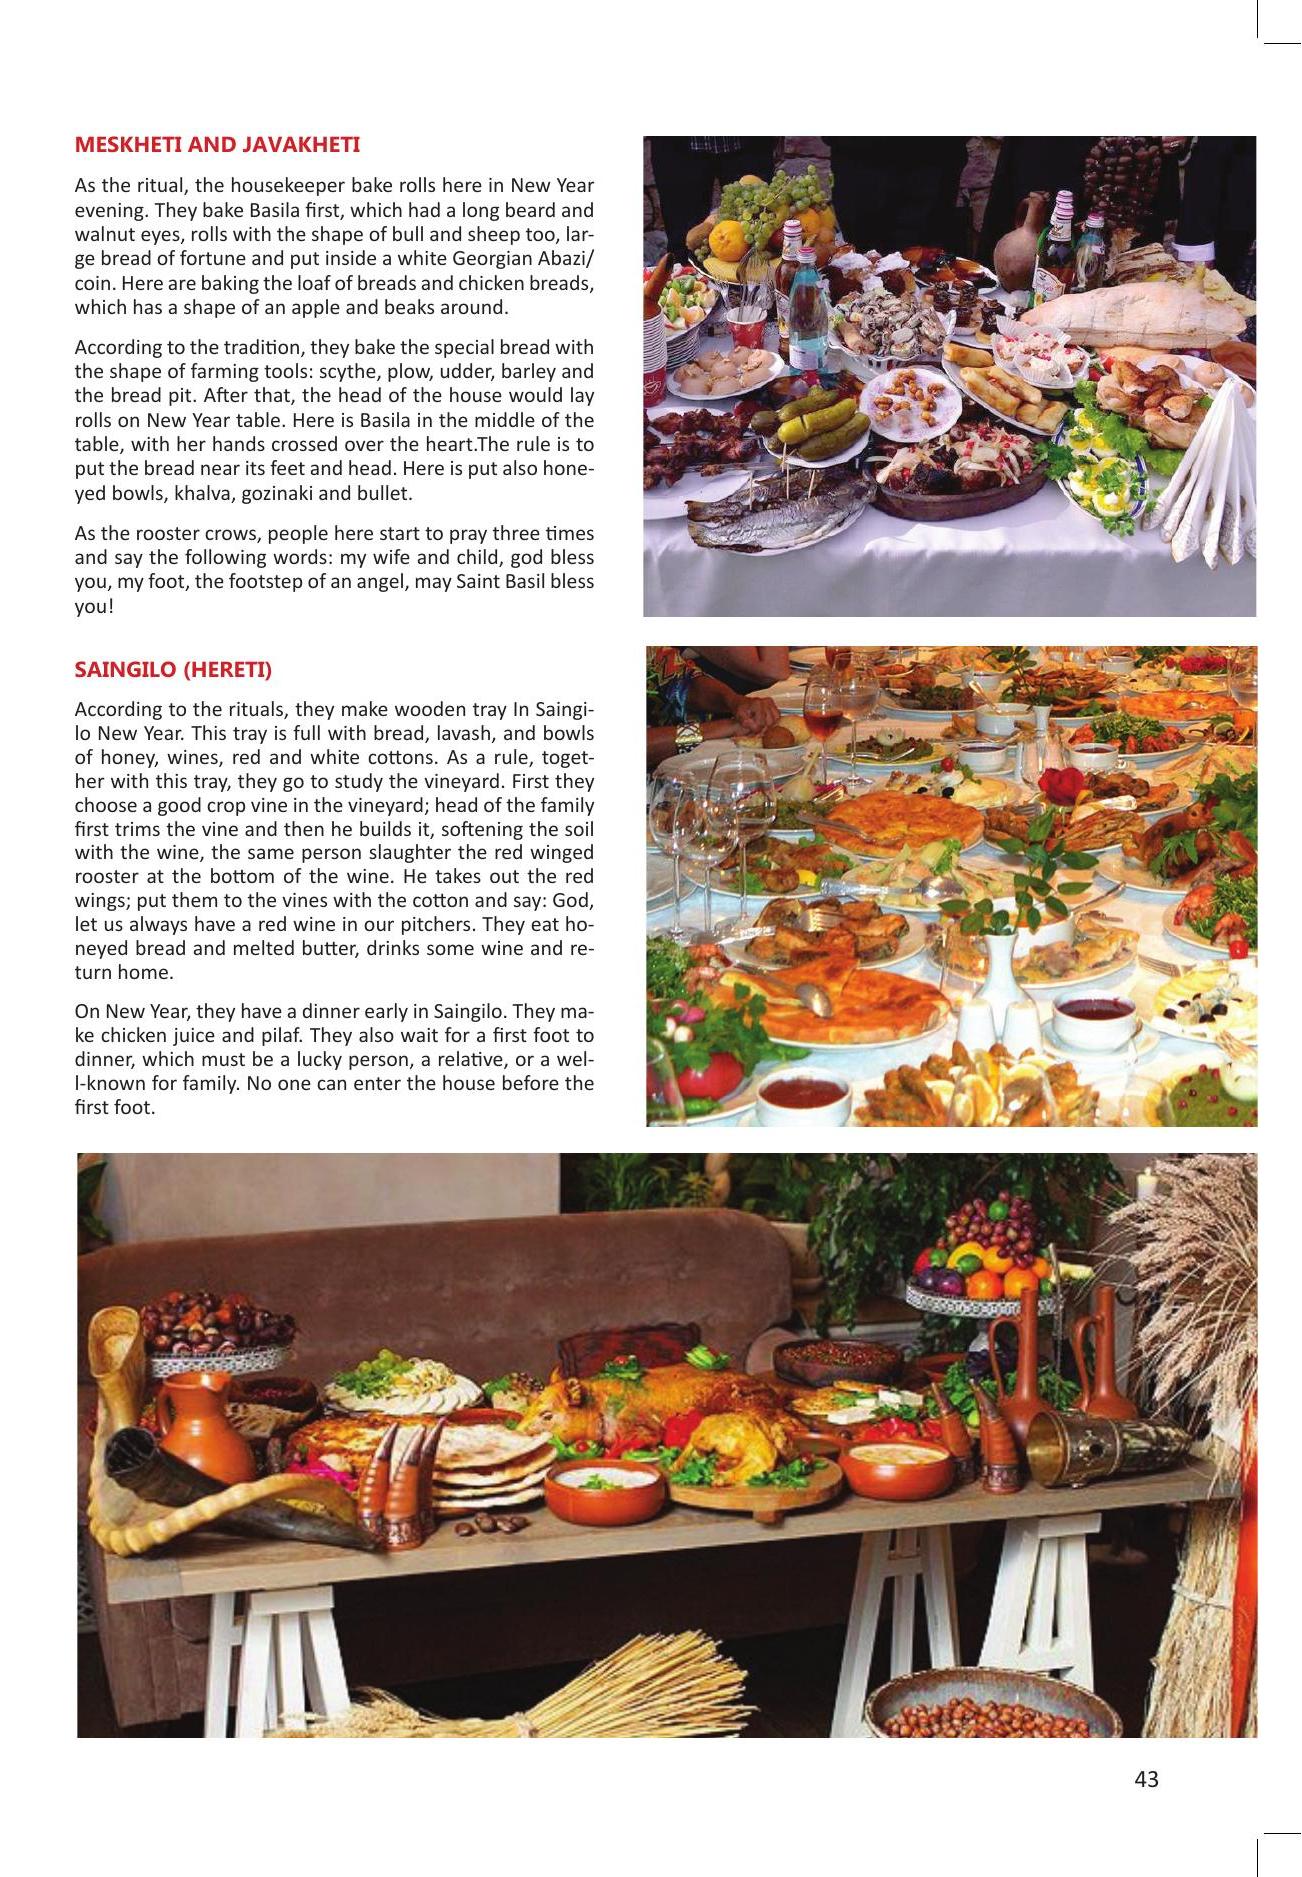 MESKHETI AND JAVAKHETI
As the ritual, the housekeeper bake rolls here in New Year
evening. They bake Basila first, which had a long beard and
walnut eyes, rolls with the shape of bull and sheep too, lar-
ge bread of fortune and put inside a white Georgian Abazi/
coin. Here are baking the loaf of breads and chicken breads,
which has a shape of an apple and beaks around.
According to the tradition, they bake the special bread with
the shape of farming tools: scythe, plow, udder, barley and
the bread pit. After that, the head of the house would lay
rolls on New Year table. Here is Basila in the middle of the
table, with her hands crossed over the heart.The rule is to
put the bread near its feet and head. Here is put also hone-
yed bowls, khalva, gozinaki and bullet.
As the rooster crows, people here start to pray three times
and say the following words: my wife and child, god bless
you, my foot, the footstep of an angel, may Saint Basil bless
you!
SAINGILO (HERETI)
According to the rituals, they make wooden tray In Saingi-
lo New Year. This tray is full with bread, lavash, and bowls
of honey, wines, red and white cottons. As a rule, toget-
her with this tray, they go to study the vineyard. First they
choose a good crop vine in the vineyard; head of the family
first trims the vine and then he builds it, softening the soil
with the wine, the same person slaughter the red winged
rooster at the bottom of the wine. He takes out the red
wings; put them to the vines with the cotton and say: God,
let us always have a red wine in our pitchers. They eat ho-
neyed bread and melted butter, drinks some wine and re-
turn home.
On New Year, they have a dinner early in Saingilo. They ma-
ke chicken juice and pilaf. They also wait for a first foot to
dinner, which must be a lucky person, a relative, or a wel-
l-known for family. No one can enter the house before the
first foot.
43